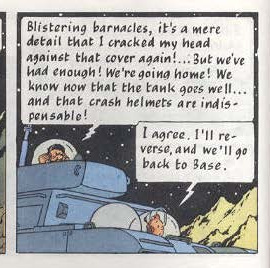 Blistering barnacles, it's a mere
detail that I cracked my head
against that cover again!... But we've
had enough! We're going home! We
know now that the tank goes well...
and that crash helmets are indis-
pensable!
I agree. I'll re-
verse, and we'll go
back to Base.